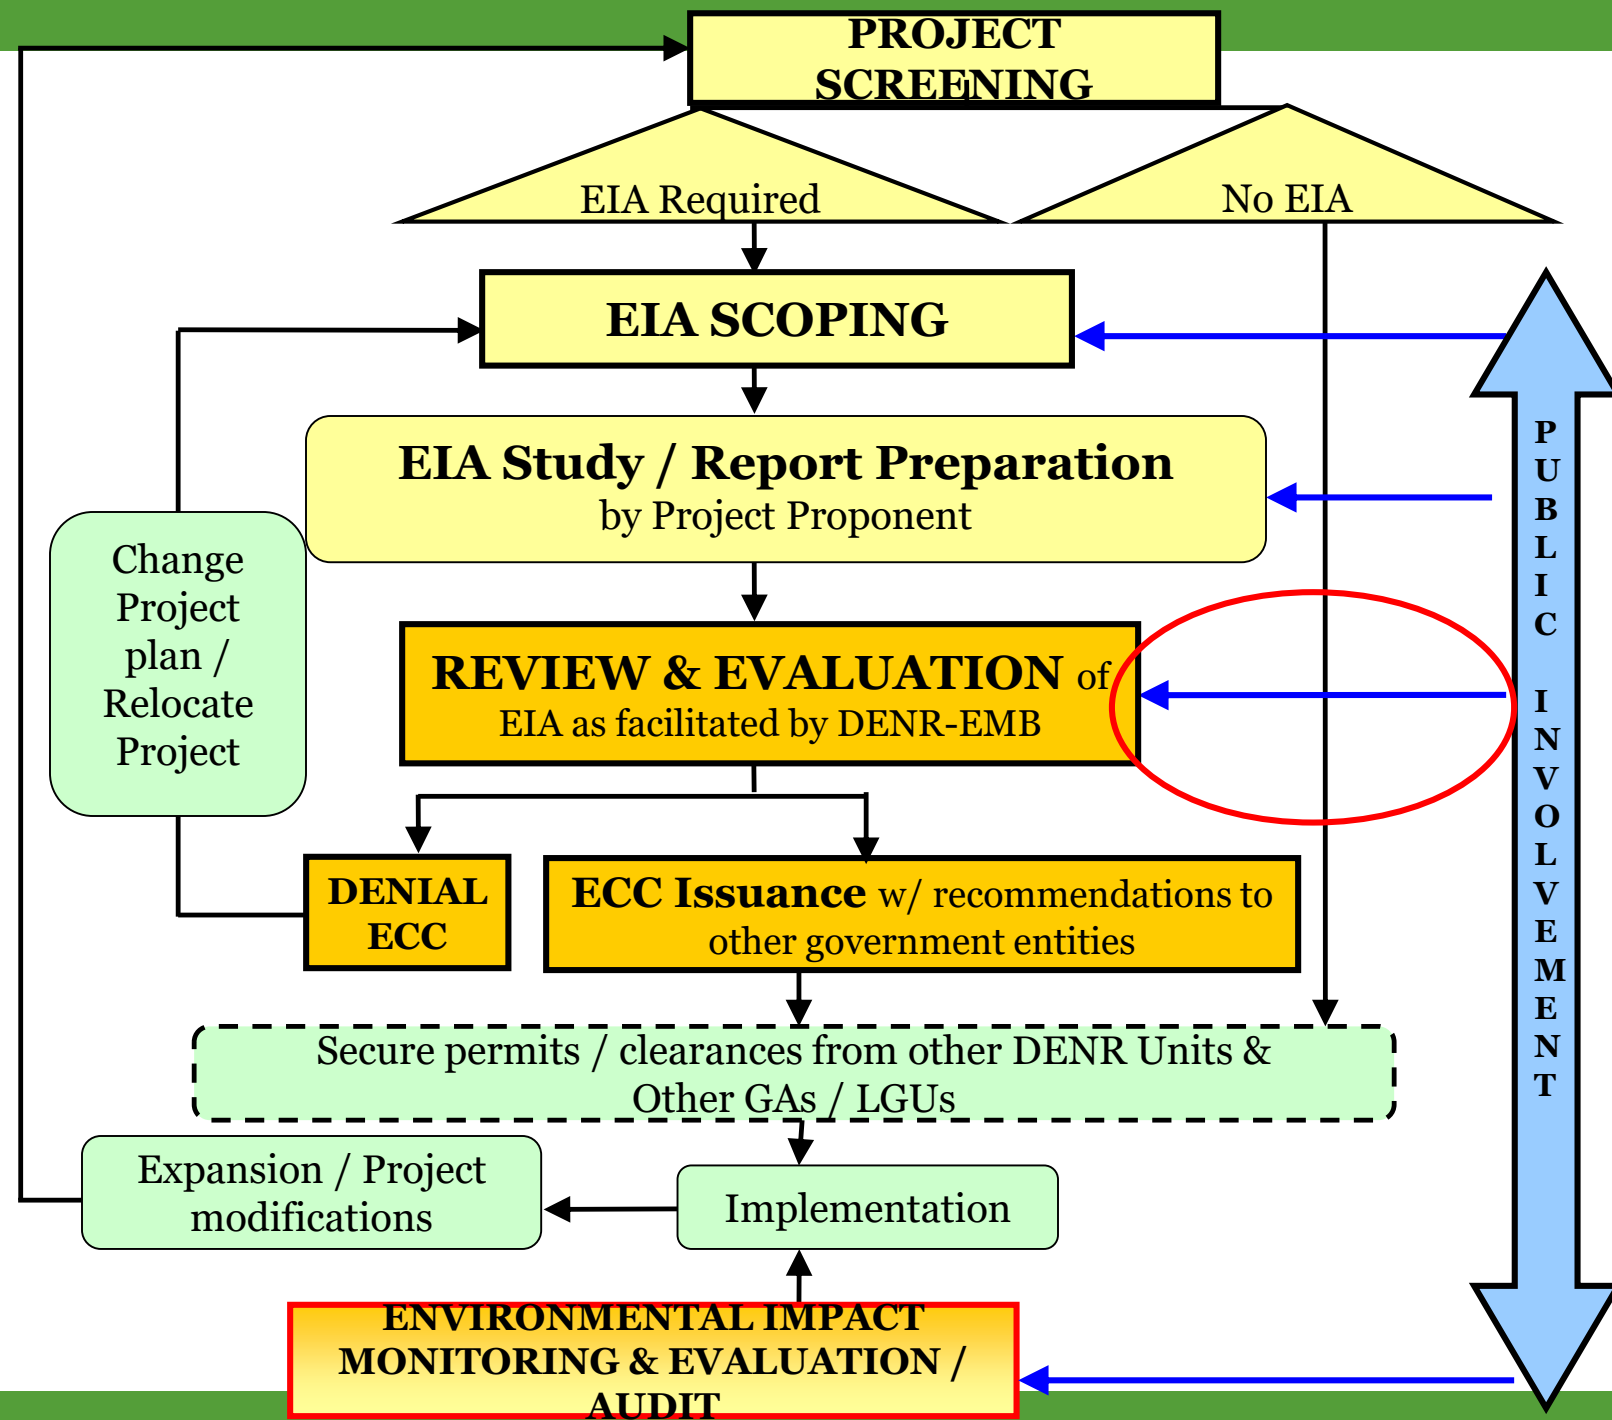 PROJECT
SCREENING
EIA Required
No EIA
EIA SCOPING
EIA Study / Report Preparation
by Project Proponent
Change
Project
plan /
Relocate
Project
REVIEW & EVALUATION of
EIA as facilitated by DENR-EMB
DENIAL
ECC
ECC Issuance w/ recommendations to
other government entities
Secure permits / clearances from other DENR Units &
Other GAs / LGUs
Expansion / Project
modifications
Implementation
ENVIRONMENTAL IMPACT
MONITORING & EVALUATION /
AUDIT
P
U
B
L
I
C
I
N
V
O
L
V
E
M
E
N
T